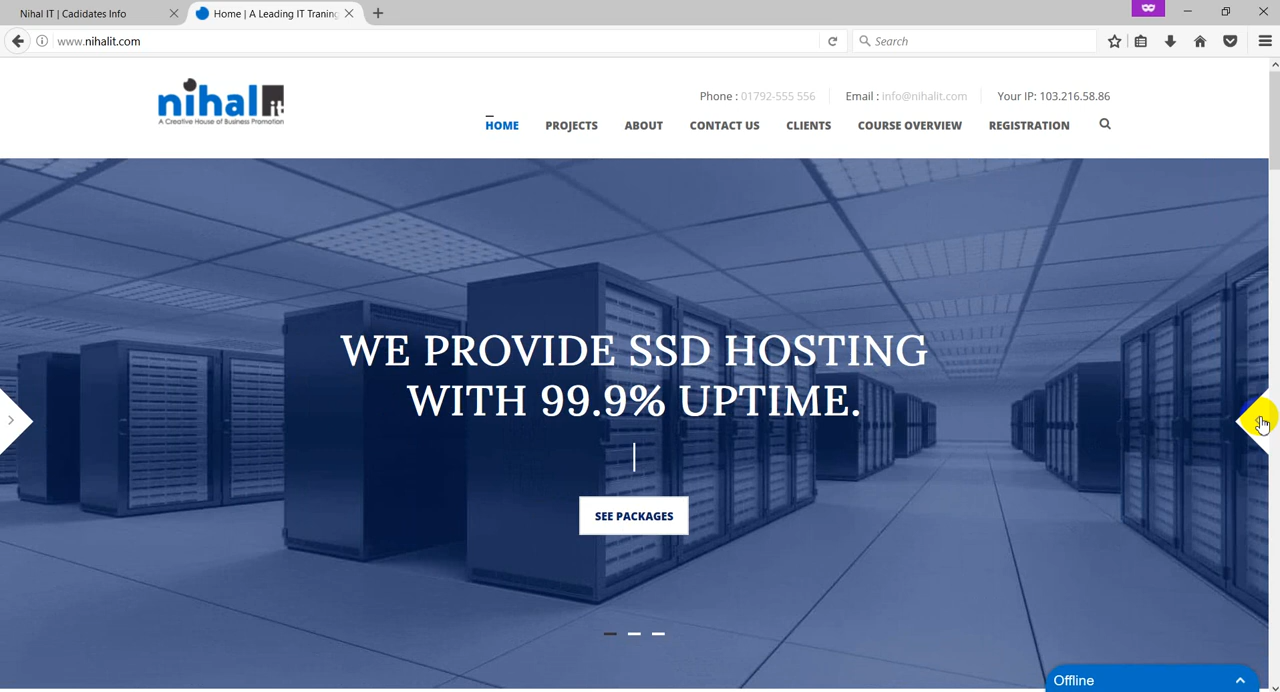 Nihal IT | Cadidates Info
Home | A Leading IT Traning
www.nihalit.com
Search
nihal it
A Creative House of Business Promotion
Phone : 01792-555 556
Email : info@nihalit.com
Your IP: 103.216.58.86
HOME PROJECTS ABOUT CONTACT US CLIENTS COURSE OVERVIEW REGISTRATION
WE PROVIDE SSD HOSTING
WITH 99.9% UPTIME.
SEE PACKAGES
Offline